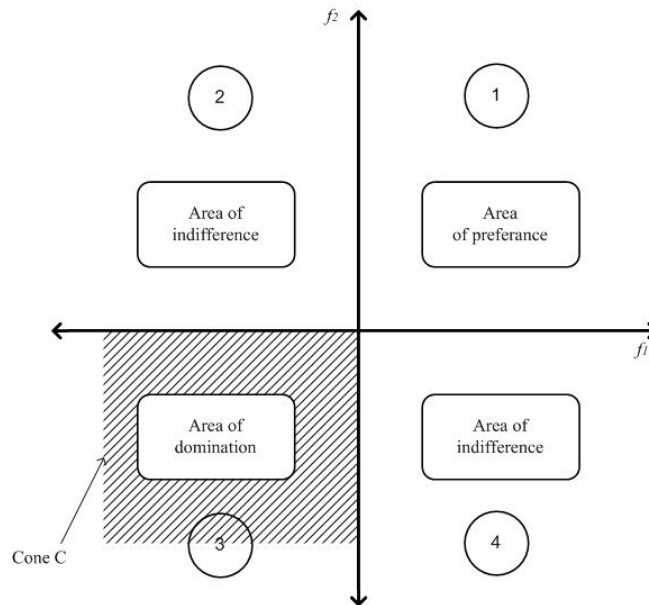 f2
2
1
Area of
indifference
Area
of preferance
f1
Area of
domination
Area of
indifference
3
4
Cone C